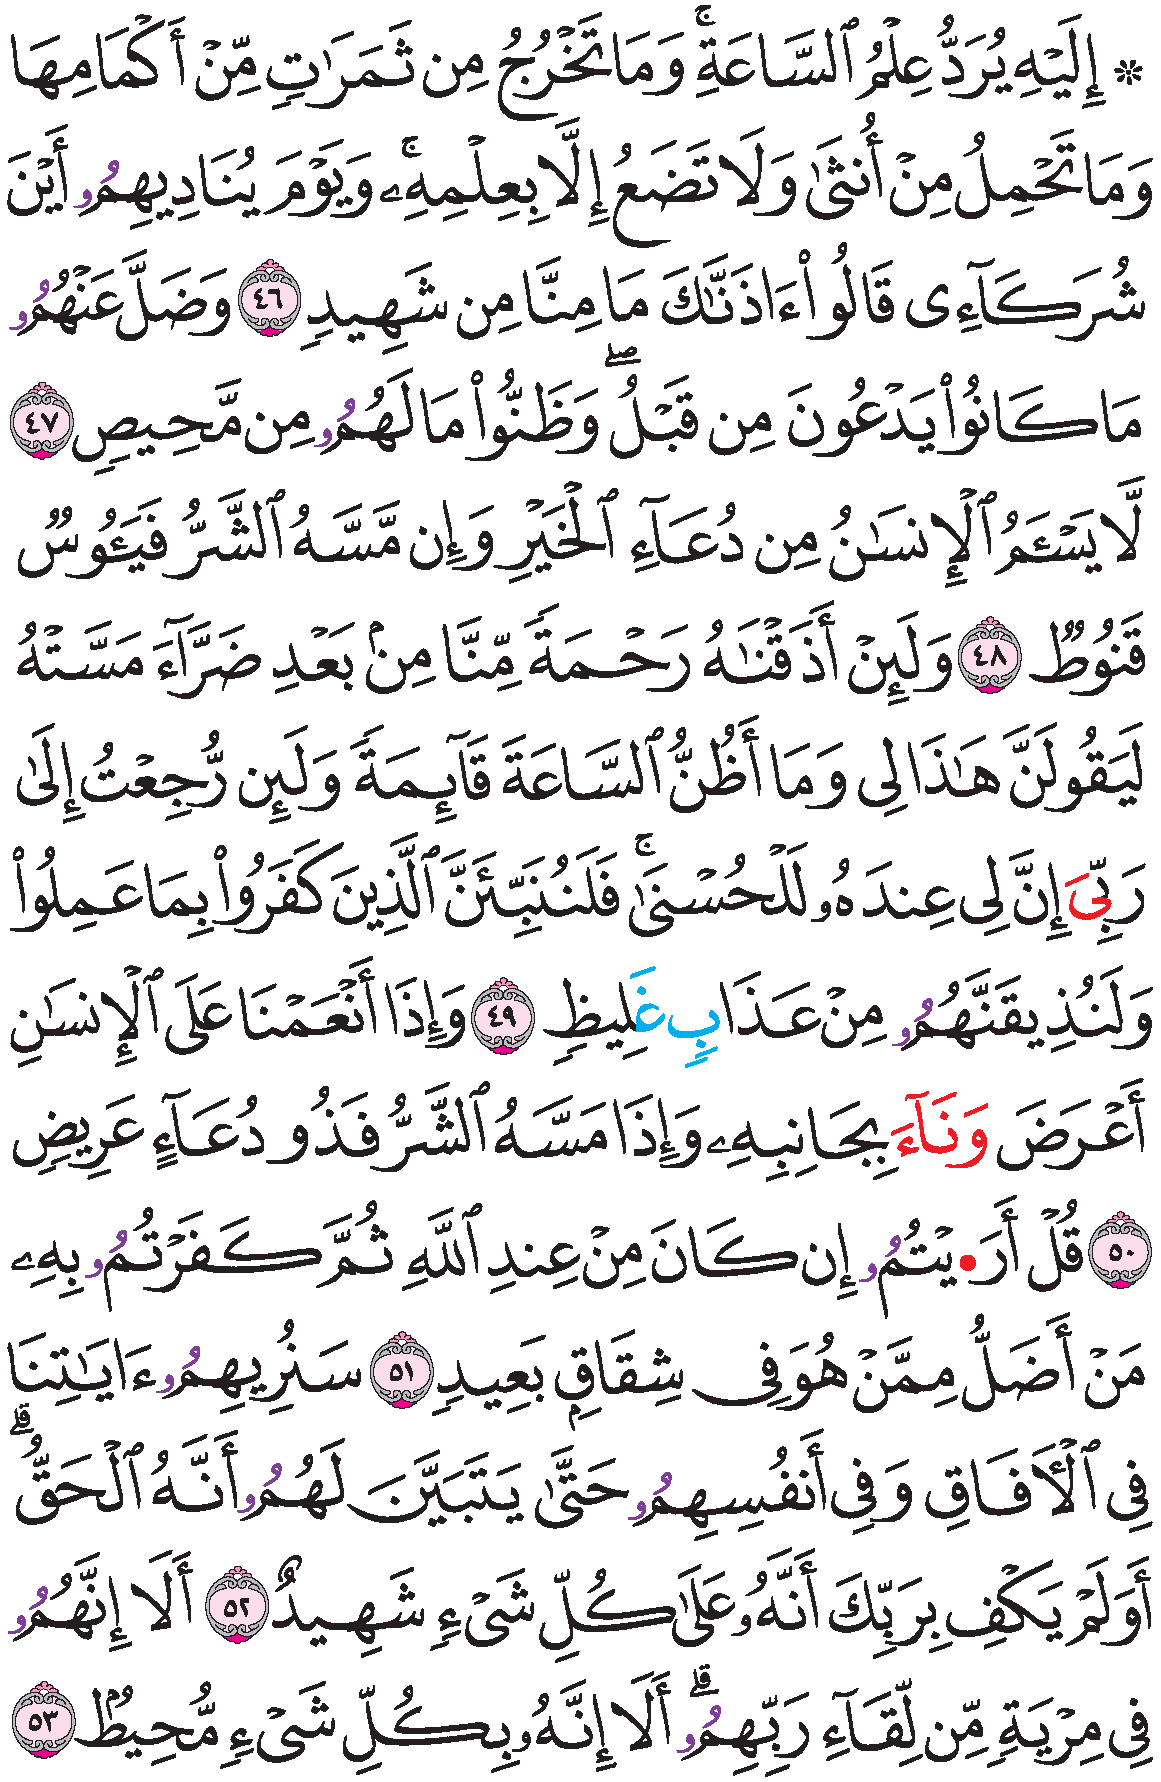 ۞ إِلَيۡهِ يُرَدُّ عِلۡمُ ٱلسَّاعَةِۚ وَمَا تَخۡرُجُ مِن ثَمَرَٰتٖ مِّنۡ أَكۡمَامِهَا
وَمَا تَحۡمِلُ مِنۡ أُنثَىٰ وَلَا تَضَعُ إِلَّا بِعِلۡمِهِۦۚ وَيَوۡمَ يُنَادِيهِمُۥ أَيۡنَ
شُرَكَآءِي قَالُوٓاْ ءَاذَنَّٰكَ مَا مِنَّا مِن شَهِيدٖ ٤٦ وَضَلَّ عَنۡهُمُۥ
مَا كَانُواْ يَدۡعُونَ مِن قَبۡلُۖ وَظَنُّواْ مَا لَهُمُۥ مِن مَّحِيصٖ ٤٧
لَّا يَسۡـَٔمُ ٱلۡإِنسَٰنُ مِن دُعَآءِ ٱلۡخَيۡرِ وَإِن مَّسَّهُ ٱلشَّرُّ فَيَـُٔوسٞ
قَنُوطٞ ٤٨ وَلَئِنۡ أَذَقۡنَٰهُ رَحۡمَةٗ مِّنَّا مِنۢ بَعۡدِ ضَرَّآءَ مَسَّتۡهُ
لَيَقُولَنَّ هَٰذَا لِي وَمَا أَظُنُّ ٱلسَّاعَةَ قَآئِمَةٗ وَلَئِن رُّجِعۡتُ إِلَىٰ
رَبِّيَ إِنَّ لِي عِندَهُۥ لَلۡحُسۡنَىٰۚ فَلَنُنَبِّئَنَّ ٱلَّذِينَ كَفَرُواْ بِمَا عَمِلُواْ
وَلَنُذِيقَنَّهُمُۥ مِنۡ عَذَابٍ غَلِيظٖ ٤٩ وَإِذَا أَنۡعَمۡنَا عَلَى ٱلۡإِنسَٰنِ
أَعۡرَضَ وَنَآءَ بِجَانِبِهِۦ وَإِذَا مَسَّهُ ٱلشَّرُّ فَذُو دُعَآءٍ عَرِيضٖ
٥٠ قُلۡ أَرَ•يۡتُمُۥ إِن كَانَ مِنۡ عِندِ ٱللَّهِ ثُمَّ كَفَرۡتُمُۥ بِهِۦ
مَنۡ أَضَلُّ مِمَّنۡ هُوَ فِي شِقَاقِۭ بَعِيدٖ ٥١ سَنُرِيهِمُۥ ءَايَٰتِنَا
فِي ٱلۡأٓفَاقِ وَفِي أَنفُسِهِمُۥ حَتَّىٰ يَتَبَيَّنَ لَهُمُۥ أَنَّهُ ٱلۡحَقُّۗ
أَوَلَمۡ يَكۡفِ بِرَبِّكَ أَنَّهُۥ عَلَىٰ كُلِّ شَيۡءٖ شَهِيدٌ ٥٢ أَلَا إِنَّهُمُۥ
فِي مِرۡيَةٖ مِّن لِّقَآءِ رَبِّهِمُۥۗ أَلَا إِنَّهُۥ بِكُلِّ شَيۡءٖ مُّحِيطُۢ ٥٣